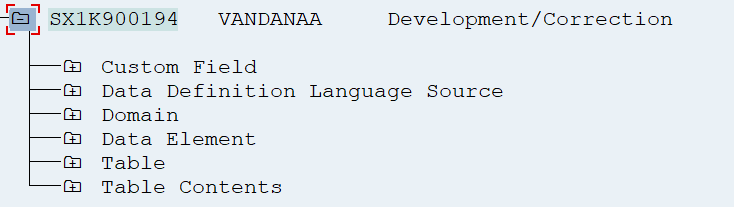 SX1K900194 VANDANAA Development/Correction
Custom Field
Data Definition Language Source
Domain
Data Element
Table
Table Contents